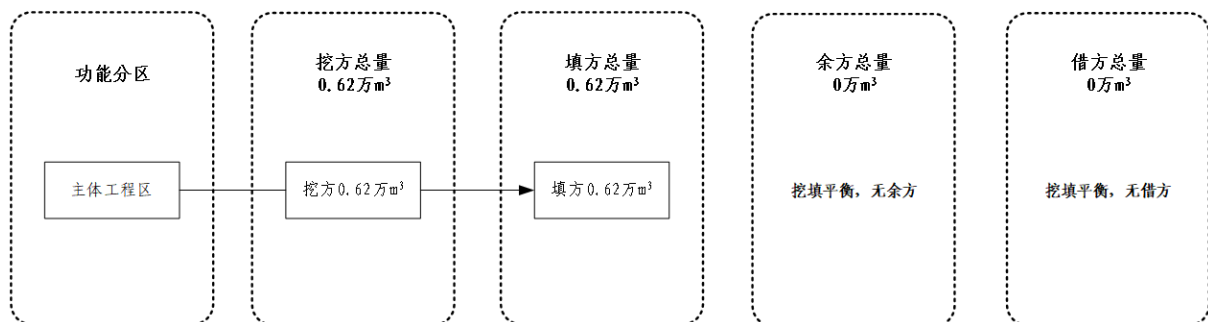 功能分区
挖方总量
0.62万m³
填方总量
0.62万m³
余方总量
0万m³
借方总量
0万m³
主体工程区
挖方0.62万m³
填方0.62万m³
挖填平衡，无余方
挖填平衡，无借方